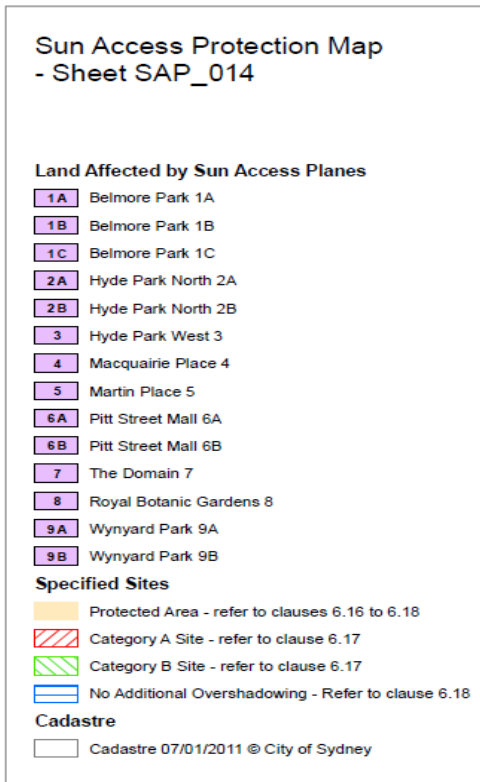 Sun Access Protection Map
- Sheet SAP_014
Land Affected by Sun Access Planes
1A Belmore Park 1A
1B Belmore Park 1B
1C Belmore Park 1C
2A Hyde Park North 2A
2B Hyde Park North 2B
3 Hyde Park West 3
4 Macquairie Place 4
5 Martin Place 5
6A Pitt Street Mall 6A
6B Pitt Street Mall 6B
7 The Domain 7
8 Royal Botanic Gardens 8
9A Wynyard Park 9A
9B Wynyard Park 9B
Specified Sites
Protected Area - refer to clauses 6.16 to 6.18
Category A Site - refer to clause 6.17
Category B Site - refer to clause 6.17
No Additional Overshadowing - Refer to clause 6.18
Cadastre
Cadastre 07/01/2011 © City of Sydney